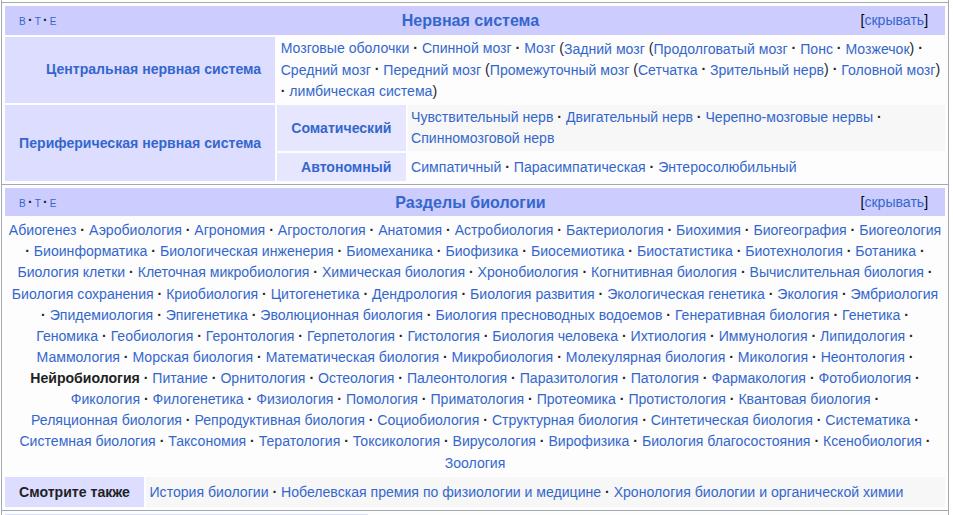 в · т · е Нервная система [скрывать]
Центральная нервная система
Мозговые оболочки · Спинной мозг · Мозг (Задний мозг (Продолговатый мозг · Понс · Мозжечок) ·
Средний мозг · Передний мозг (Промежуточный мозг (Сетчатка · Зрительный нерв) · Головной мозг)
· лимбическая система)
Периферическая нервная система
Соматический
Чувствительный нерв · Двигательный нерв · Черепно-мозговые нервы ·
Спинномозговой нерв
Автономный
Симпатичный · Парасимпатическая · Энтеросолюбильный
в · т · е Разделы биологии [скрывать]
Абиогенез · Аэробиология · Агрономия · Агростология · Анатомия · Астробиология · Бактериология · Биохимия · Биогеография · Биогеология
· Биоинформатика · Биологическая инженерия · Биомеханика · Биофизика · Биосемиотика · Биостатистика · Биотехнология · Ботаника ·
Биология клетки · Клеточная микробиология · Химическая биология · Хронобиология · Когнитивная биология · Вычислительная биология ·
Биология сохранения · Криобиология · Цитогенетика · Дендрология · Биология развития · Экологическая генетика · Экология · Эмбриология
· Эпидемиология · Эпигенетика · Эволюционная биология · Биология пресноводных водоемов · Генеративная биология · Генетика ·
Геномика · Геобиология · Геронтология · Герпетология · Гистология · Биология человека · Ихтиология · Иммунология · Липидология ·
Маммология · Морская биология · Математическая биология · Микробиология · Молекулярная биология · Микология · Неонтология ·
Нейробиология · Питание · Орнитология · Остеология · Палеонтология · Паразитология · Патология · Фармакология · Фотобиология ·
Фикология · Филогенетика · Физиология · Помология · Приматология · Протеомика · Протистология · Квантовая биология ·
Реляционная биология · Репродуктивная биология · Социобиология · Структурная биология · Синтетическая биология · Систематика ·
Системная биология · Таксономия · Тератология · Токсикология · Вирусология · Вирофизика · Биология благосостояния · Ксенобиология ·
Зоология
Смотрите также
История биологии · Нобелевская премия по физиологии и медицине · Хронология биологии и органической химии